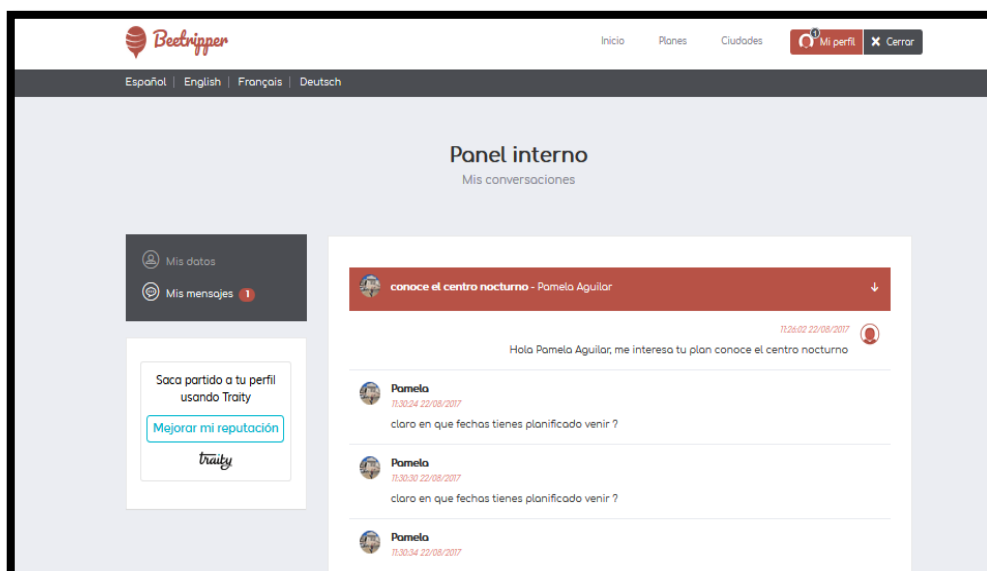 Beetripper
Inicio Planes Ciudades 1 Mi perfil Cerrar
Español | English | Français | Deutsch
Panel interno
Mis conversaciones
Mis datos
Mis mensajes 1
Saca partido a tu perfil
usando Traity
Mejorar mi reputación
traity
conoce el centro nocturno - Pamela Aguilar
11:26:02 22/08/2017
Hola Pamela Aguilar, me interesa tu plan conoce el centro nocturno
Pamela
11:30:24 22/08/2017
claro en que fechas tienes planificado venir ?
Pamela
11:30:30 22/08/2017
claro en que fechas tienes planificado venir ?
Pamela
11:30:34 22/08/2017